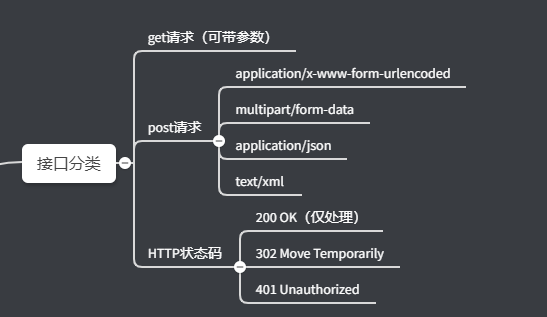 get请求（可带参数）
application/x-www-form-urlencoded
multipart/form-data
post请求
application/json
text/xml
接口分类
200 OK（仅处理）
HTTP状态码
302 Move Temporarily
401 Unauthorized